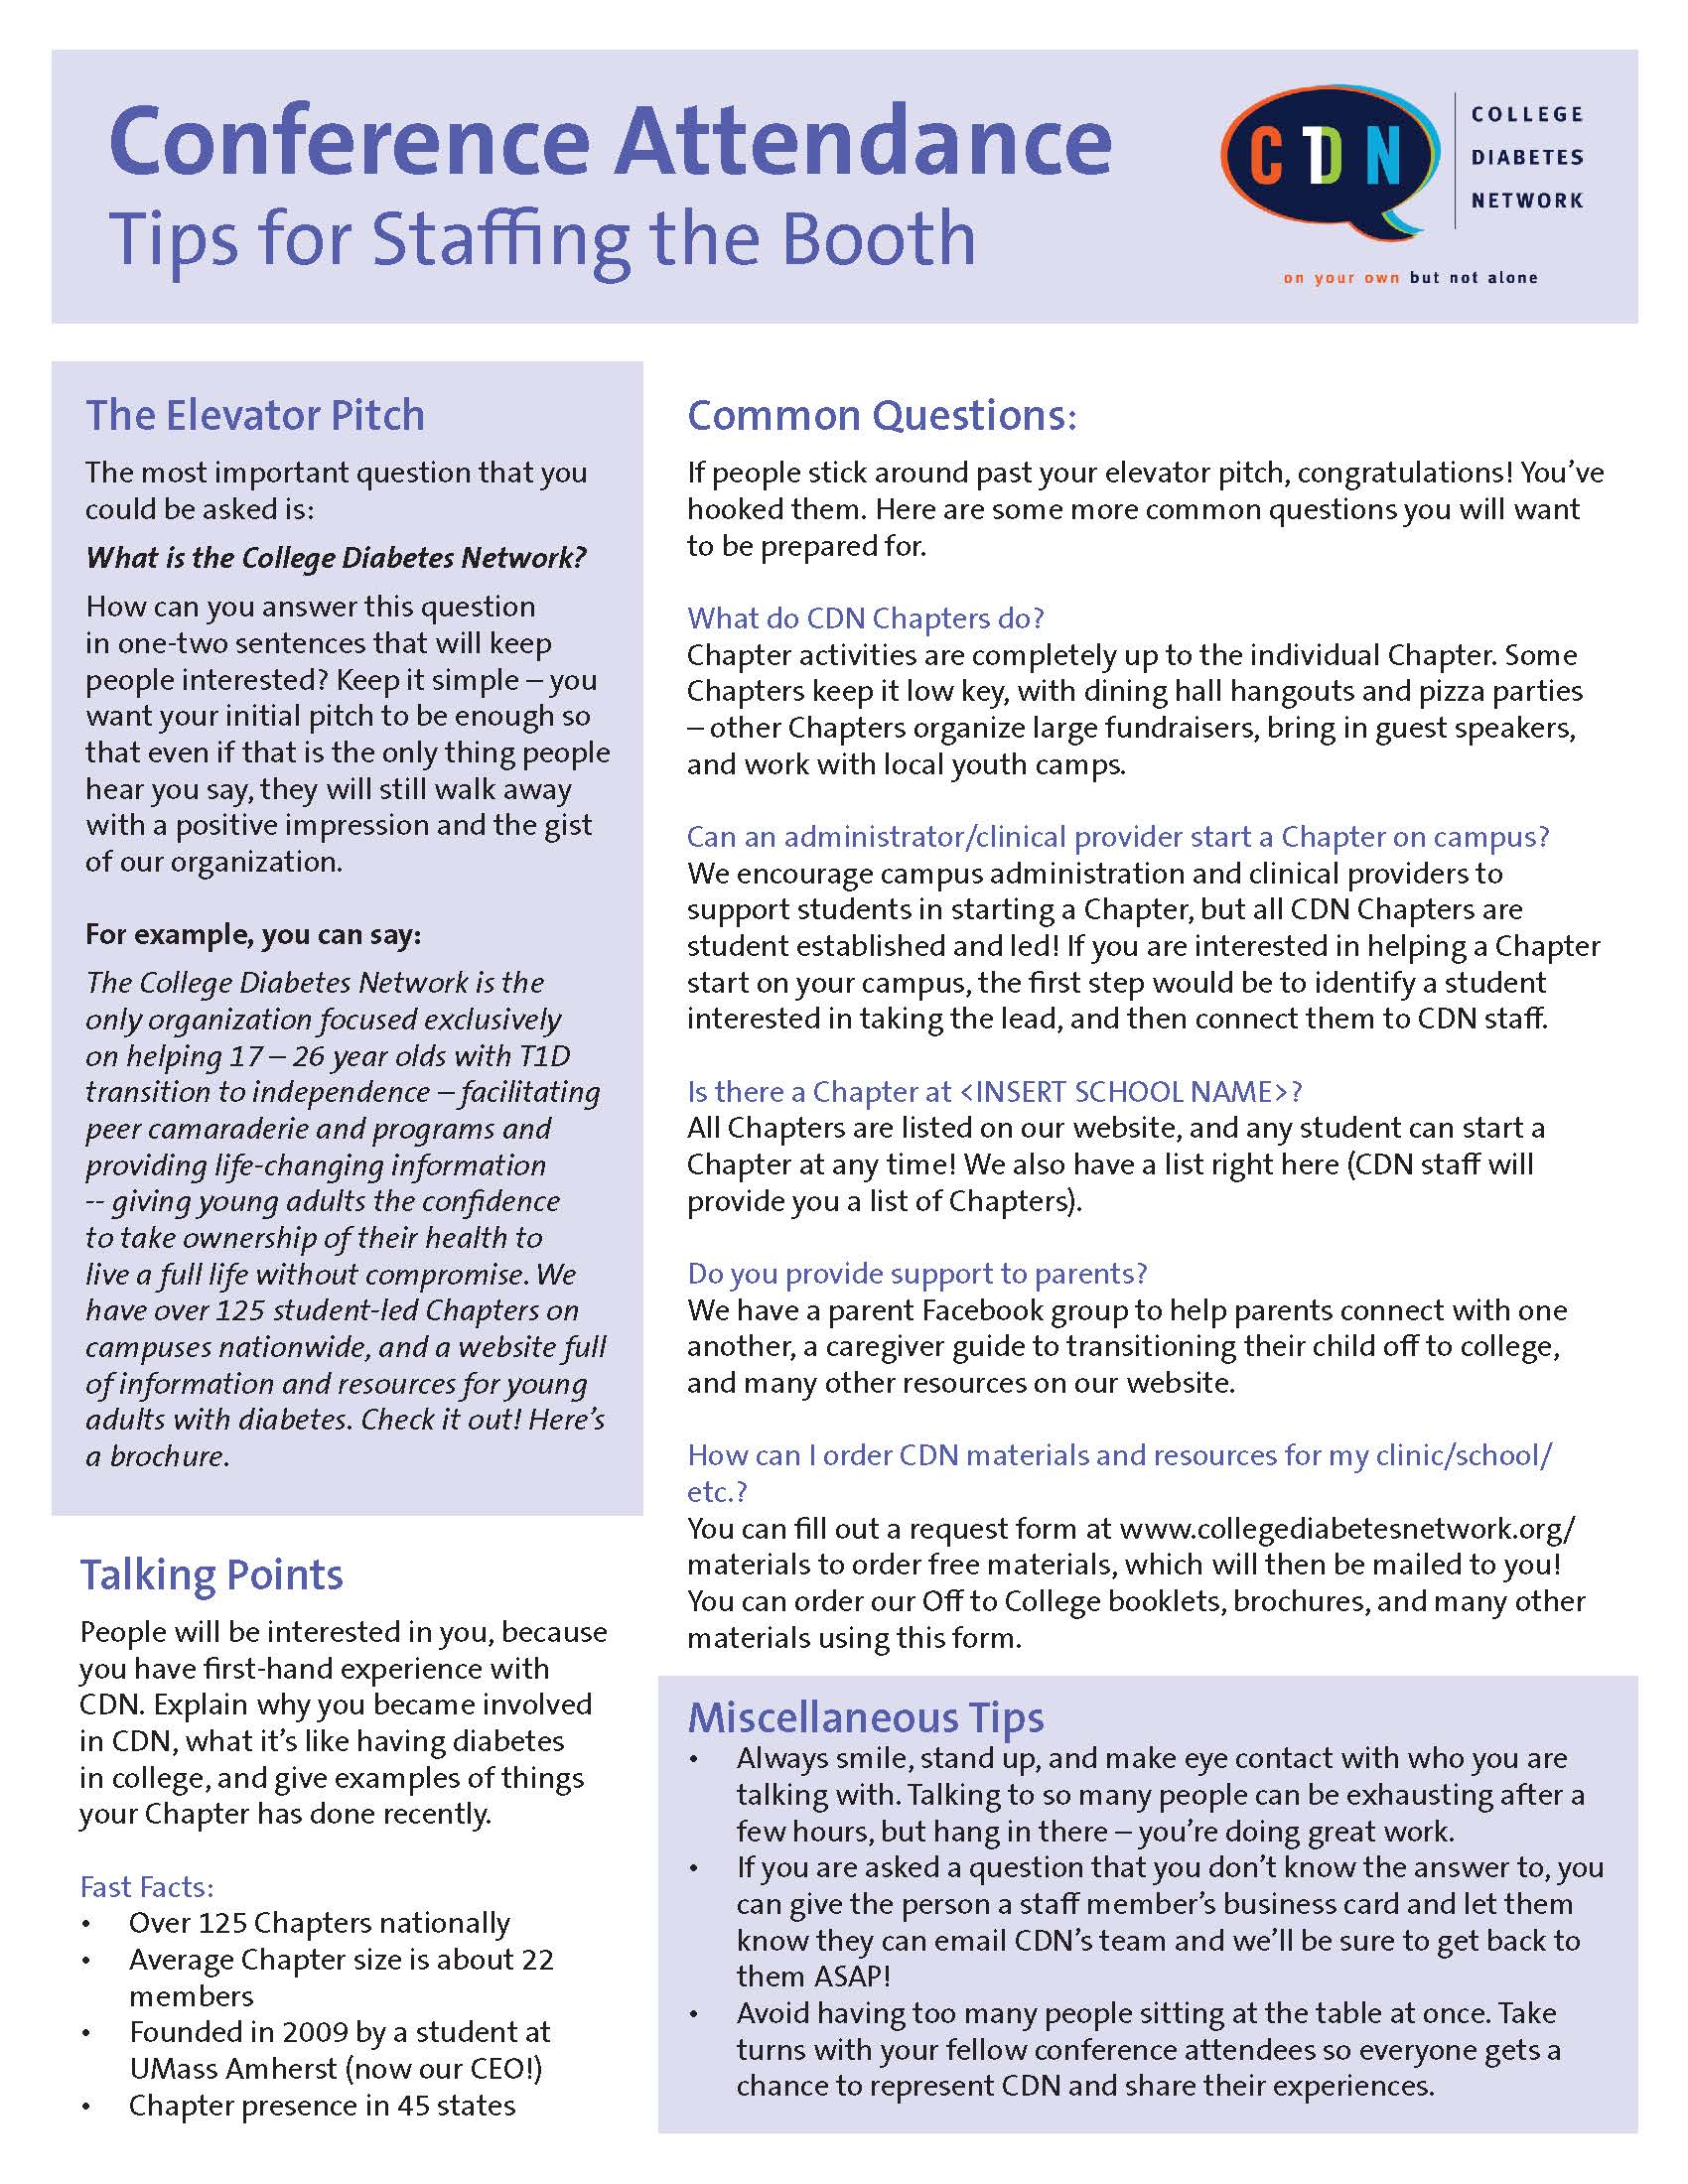 Conference Attendance
Tips for Staffing the Booth
CDN
COLLEGE
DIABETES
NETWORK
on your own but not alone
The Elevator Pitch
The most important question that you
could be asked is:
What is the College Diabetes Network?
How can you answer this question
in one-two sentences that will keep
people interested? Keep it simple – you
want your initial pitch to be enough so
that even if that is the only thing people
hear you say, they will still walk away
with a positive impression and the gist
of our organization.
For example, you can say:
The College Diabetes Network is the
only organization focused exclusively
on helping 17 – 26 year olds with T1D
transition to independence – facilitating
peer camaraderie and programs and
providing life-changing information
-- giving young adults the confidence
to take ownership of their health to
live a full life without compromise. We
have over 125 student-led Chapters on
campuses nationwide, and a website full
of information and resources for young
adults with diabetes. Check it out! Here’s
a brochure.
Talking Points
People will be interested in you, because
you have first-hand experience with
CDN. Explain why you became involved
in CDN, what it’s like having diabetes
in college, and give examples of things
your Chapter has done recently.
Fast Facts:
• Over 125 Chapters nationally
• Average Chapter size is about 22
members
• Founded in 2009 by a student at
UMass Amherst (now our CEO!)
• Chapter presence in 45 states
Common Questions:
If people stick around past your elevator pitch, congratulations! You’ve
hooked them. Here are some more common questions you will want
to be prepared for.
What do CDN Chapters do?
Chapter activities are completely up to the individual Chapter. Some
Chapters keep it low key, with dining hall hangouts and pizza parties
– other Chapters organize large fundraisers, bring in guest speakers,
and work with local youth camps.
Can an administrator/clinical provider start a Chapter on campus?
We encourage campus administration and clinical providers to
support students in starting a Chapter, but all CDN Chapters are
student established and led! If you are interested in helping a Chapter
start on your campus, the first step would be to identify a student
interested in taking the lead, and then connect them to CDN staff.
Is there a Chapter at <INSERT SCHOOL NAME>?
All Chapters are listed on our website, and any student can start a
Chapter at any time! We also have a list right here (CDN staff will
provide you a list of Chapters).
Do you provide support to parents?
We have a parent Facebook group to help parents connect with one
another, a caregiver guide to transitioning their child off to college,
and many other resources on our website.
How can I order CDN materials and resources for my clinic/school/
etc.?
You can fill out a request form at www.collegediabetesnetwork.org/
materials to order free materials, which will then be mailed to you!
You can order our Off to College booklets, brochures, and many other
materials using this form.
Miscellaneous Tips
• Always smile, stand up, and make eye contact with who you are
talking with. Talking to so many people can be exhausting after a
few hours, but hang in there – you’re doing great work.
• If you are asked a question that you don’t know the answer to, you
can give the person a staff member’s business card and let them
know they can email CDN’s team and we’ll be sure to get back to
them ASAP!
• Avoid having too many people sitting at the table at once. Take
turns with your fellow conference attendees so everyone gets a
chance to represent CDN and share their experiences.